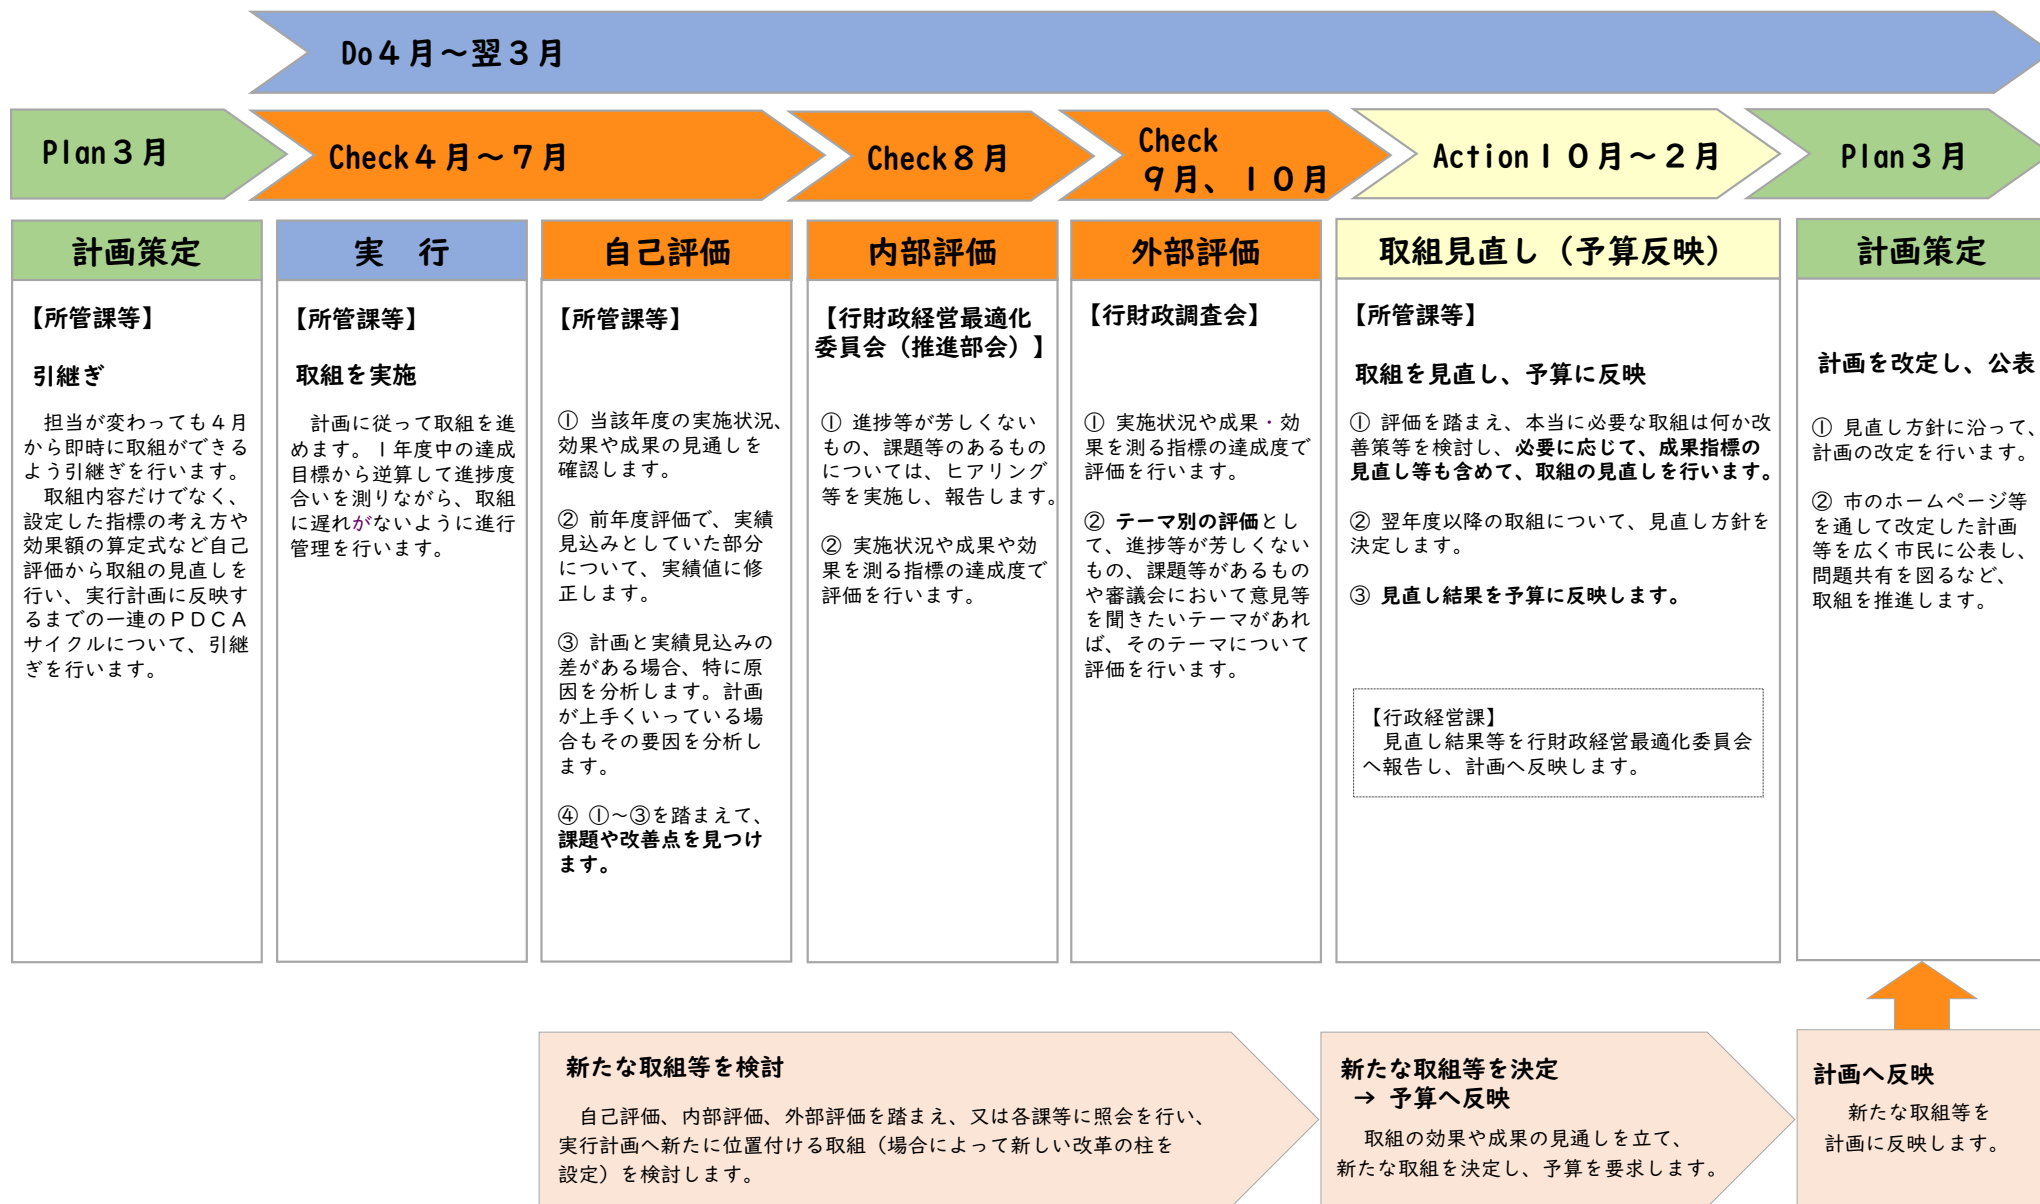 Do４月～翌３月
Plan３月
Check４月～７月
Check８月
Check
９月、１０月
Action１０月～２月
Plan３月
計画策定
【所管課等】
引継ぎ
　担当が変わっても４月
から即時に取組ができる
よう引継ぎを行います。
　取組内容だけでなく、
設定した指標の考え方や
効果額の算定式など自己
評価から取組の見直しを
行い、実行計画に反映す
るまでの一連のＰＤＣＡ
サイクルについて、引継
ぎを行います。
実　行
【所管課等】
取組を実施
　計画に従って取組を進
めます。１年度中の達成
目標から逆算して進捗度
合いを測りながら、取組
に遅れがないように進行
管理を行います。
自己評価
【所管課等】
① 当該年度の実施状況、
効果や成果の見通しを
確認します。
② 前年度評価で、実績
見込みとしていた部分
について、実績値に修
正します。
③ 計画と実績見込みの
差がある場合、特に原
因を分析します。計画
が上手くいっている場
合もその要因を分析し
ます。
④ ①～③を踏まえて、
課題や改善点を見つけ
ます。
内部評価
【行財政経営最適化
委員会（推進部会）】
① 進捗等が芳しくない
もの、課題等のあるもの
については、ヒアリング
等を実施し、報告します。
② 実施状況や成果や効
果を測る指標の達成度で
評価を行います。
外部評価
【行財政調査会】
① 実施状況や成果・効
果を測る指標の達成度で
評価を行います。
② テーマ別の評価とし
て、進捗等が芳しくない
もの、課題等があるもの
や審議会において意見等
を聞きたいテーマがあれ
ば、そのテーマについて
評価を行います。
取組見直し（予算反映）
【所管課等】
取組を見直し、予算に反映
① 評価を踏まえ、本当に必要な取組は何か改
善策等を検討し、必要に応じて、成果指標の
見直し等も含めて、取組の見直しを行います。
② 翌年度以降の取組について、見直し方針を
決定します。
③ 見直し結果を予算に反映します。
【行政経営課】
　見直し結果等を行財政経営最適化委員会
へ報告し、計画へ反映します。
計画策定
計画を改定し、公表
① 見直し方針に沿って、
計画の改定を行います。
② 市のホームページ等
を通して改定した計画
等を広く市民に公表し、
問題共有を図るなど、
取組を推進します。
新たな取組等を検討
　自己評価、内部評価、外部評価を踏まえ、又は各課等に照会を行い、
実行計画へ新たに位置付ける取組（場合によって新しい改革の柱を
設定）を検討します。
新たな取組等を決定
→ 予算へ反映
　取組の効果や成果の見通しを立て、
新たな取組を決定し、予算を要求します。
計画へ反映
　新たな取組等を
計画に反映します。